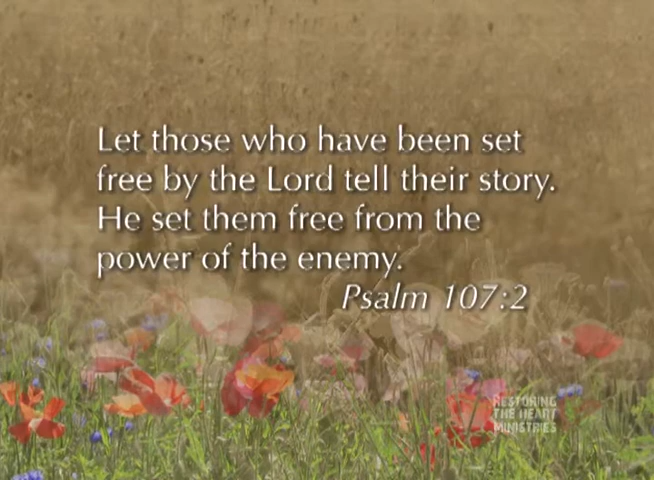 Let those who have been set
free by the Lord tell their story.
He set them free from the
power of the enemy.
Psalm 107:2
RESTORING
THE HEART
MINISTRIES